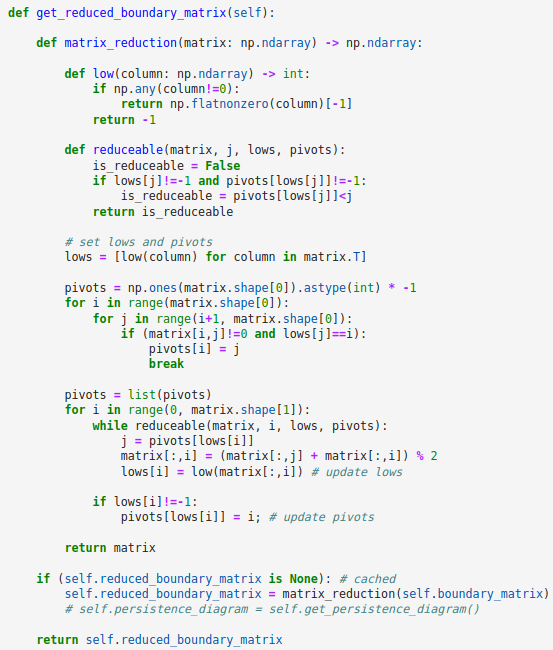 def get_reduced_boundary_matrix(self):
    def matrix_reduction(matrix: np.ndarray) -> np.ndarray:
        def low(column: np.ndarray) -> int:
            if np.any(column!=0):
                return np.flatnonzero(column)[-1]
            return -1
        def reduceable(matrix, j, lows, pivots):
            is_reduceable = False
            if lows[j]!=-1 and pivots[lows[j]]!=-1:
                is_reduceable = pivots[lows[j]]<j
            return is_reduceable
        # set lows and pivots
        lows = [low(column) for column in matrix.T]
        pivots = np.ones(matrix.shape[0]).astype(int) * -1
        for i in range(matrix.shape[0]):
            for j in range(i+1, matrix.shape[0]):
                if (matrix[i,j]!=0 and lows[j]==i):
                    pivots[i] = j
                    break
        pivots = list(pivots)
        for i in range(0, matrix.shape[1]):
            while reduceable(matrix, i, lows, pivots):
                j = pivots[lows[i]]
                matrix[:,i] = (matrix[:,j] + matrix[:,i]) % 2
                lows[i] = low(matrix[:,i]) # update lows
            if lows[i]!=-1:
                pivots[lows[i]] = i; # update pivots
        return matrix
    if (self.reduced_boundary_matrix is None): # cached
        self.reduced_boundary_matrix = matrix_reduction(self.boundary_matrix)
        # self.persistence_diagram = self.get_persistence_diagram()
    return self.reduced_boundary_matrix